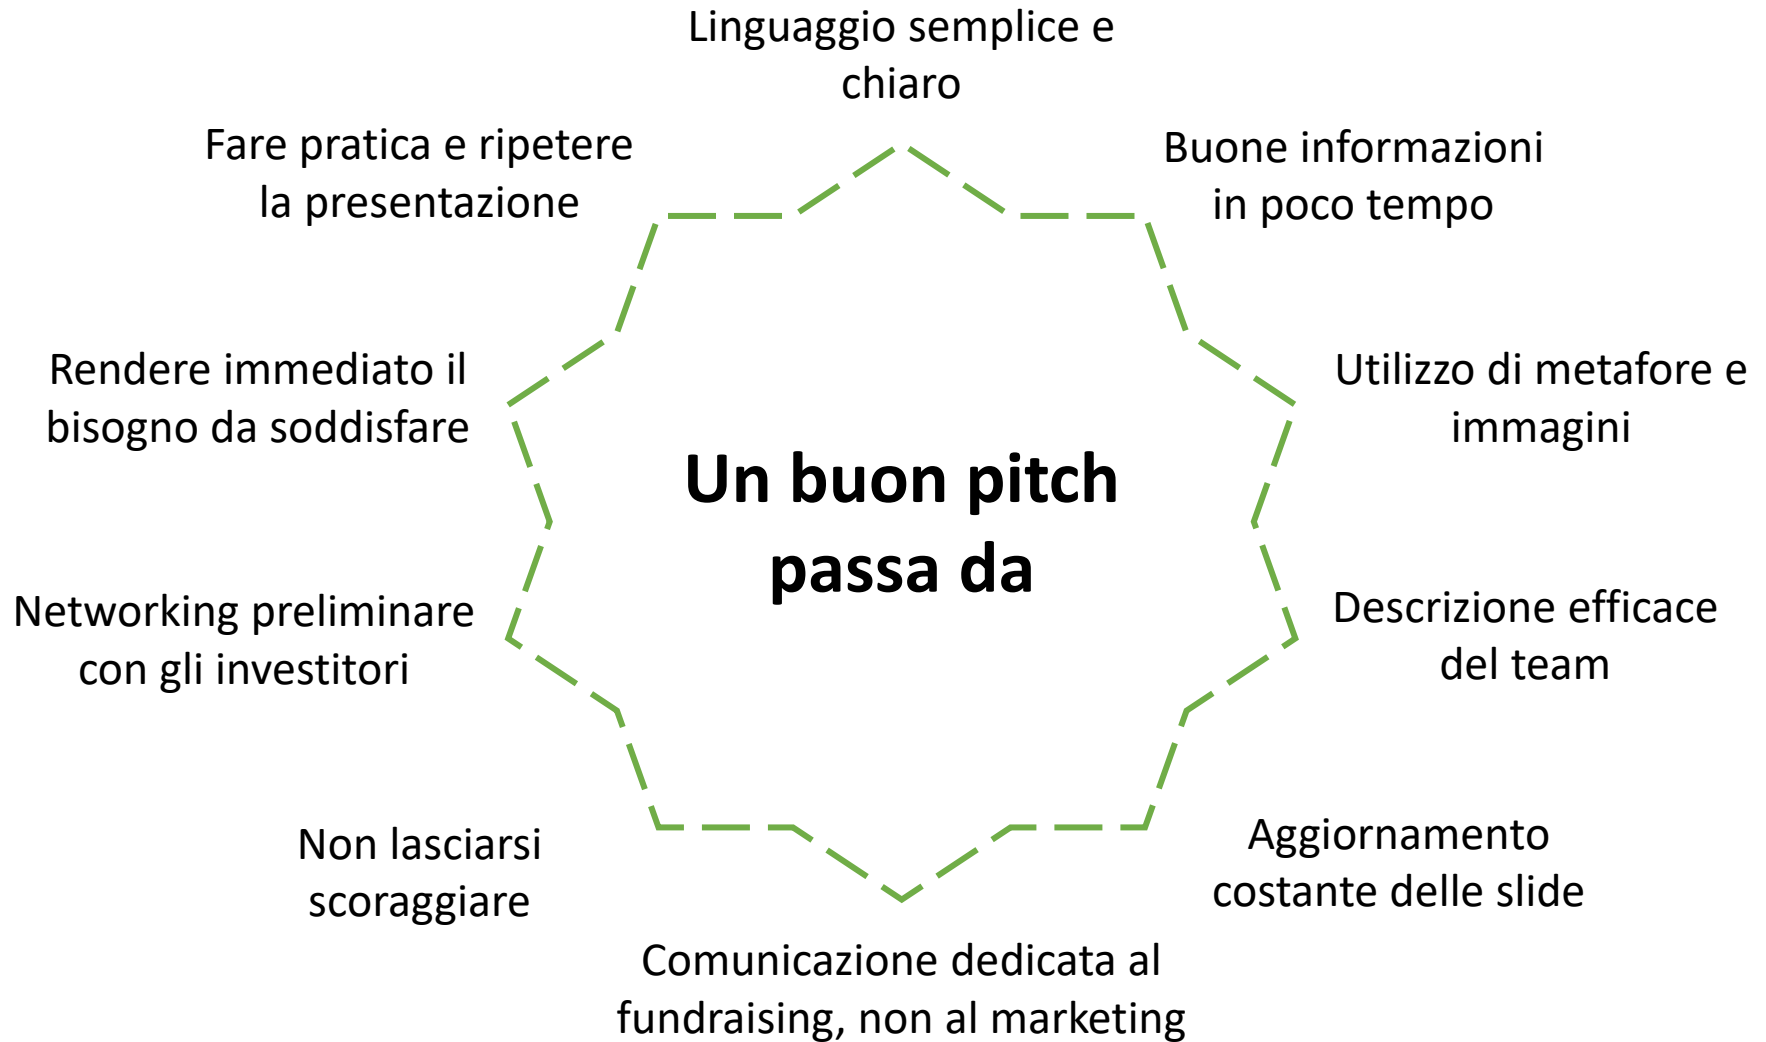 Linguaggio semplice e
chiaro
Fare pratica e ripetere
la presentazione
Buone informazioni
in poco tempo
Rendere immediato il
bisogno da soddisfare
Utilizzo di metafore e
immagini
Un buon pitch
passa da
Networking preliminare
con gli investitori
Descrizione efficace
del team
Non lasciarsi
scoraggiare
Aggiornamento
costante delle slide
Comunicazione dedicata al
fundraising, non al marketing